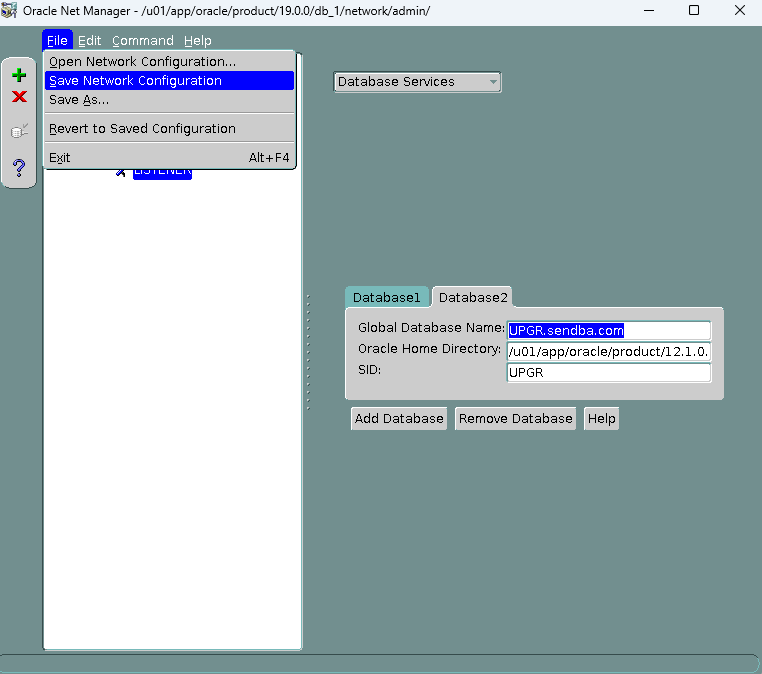 Oracle Net Manager - /u01/app/oracle/product/19.0.0/db_1/network/admin/
File Edit Command Help
Open Network Configuration...
Save Network Configuration
Save As...
Revert to Saved Configuration
Exit Alt+F4
LISTENER
Database Services
Database1 Database2
Global Database Name: UPGR.sendba.com
Oracle Home Directory: /u01/app/oracle/product/12.1.0.
SID: UPGR
Add Database Remove Database Help